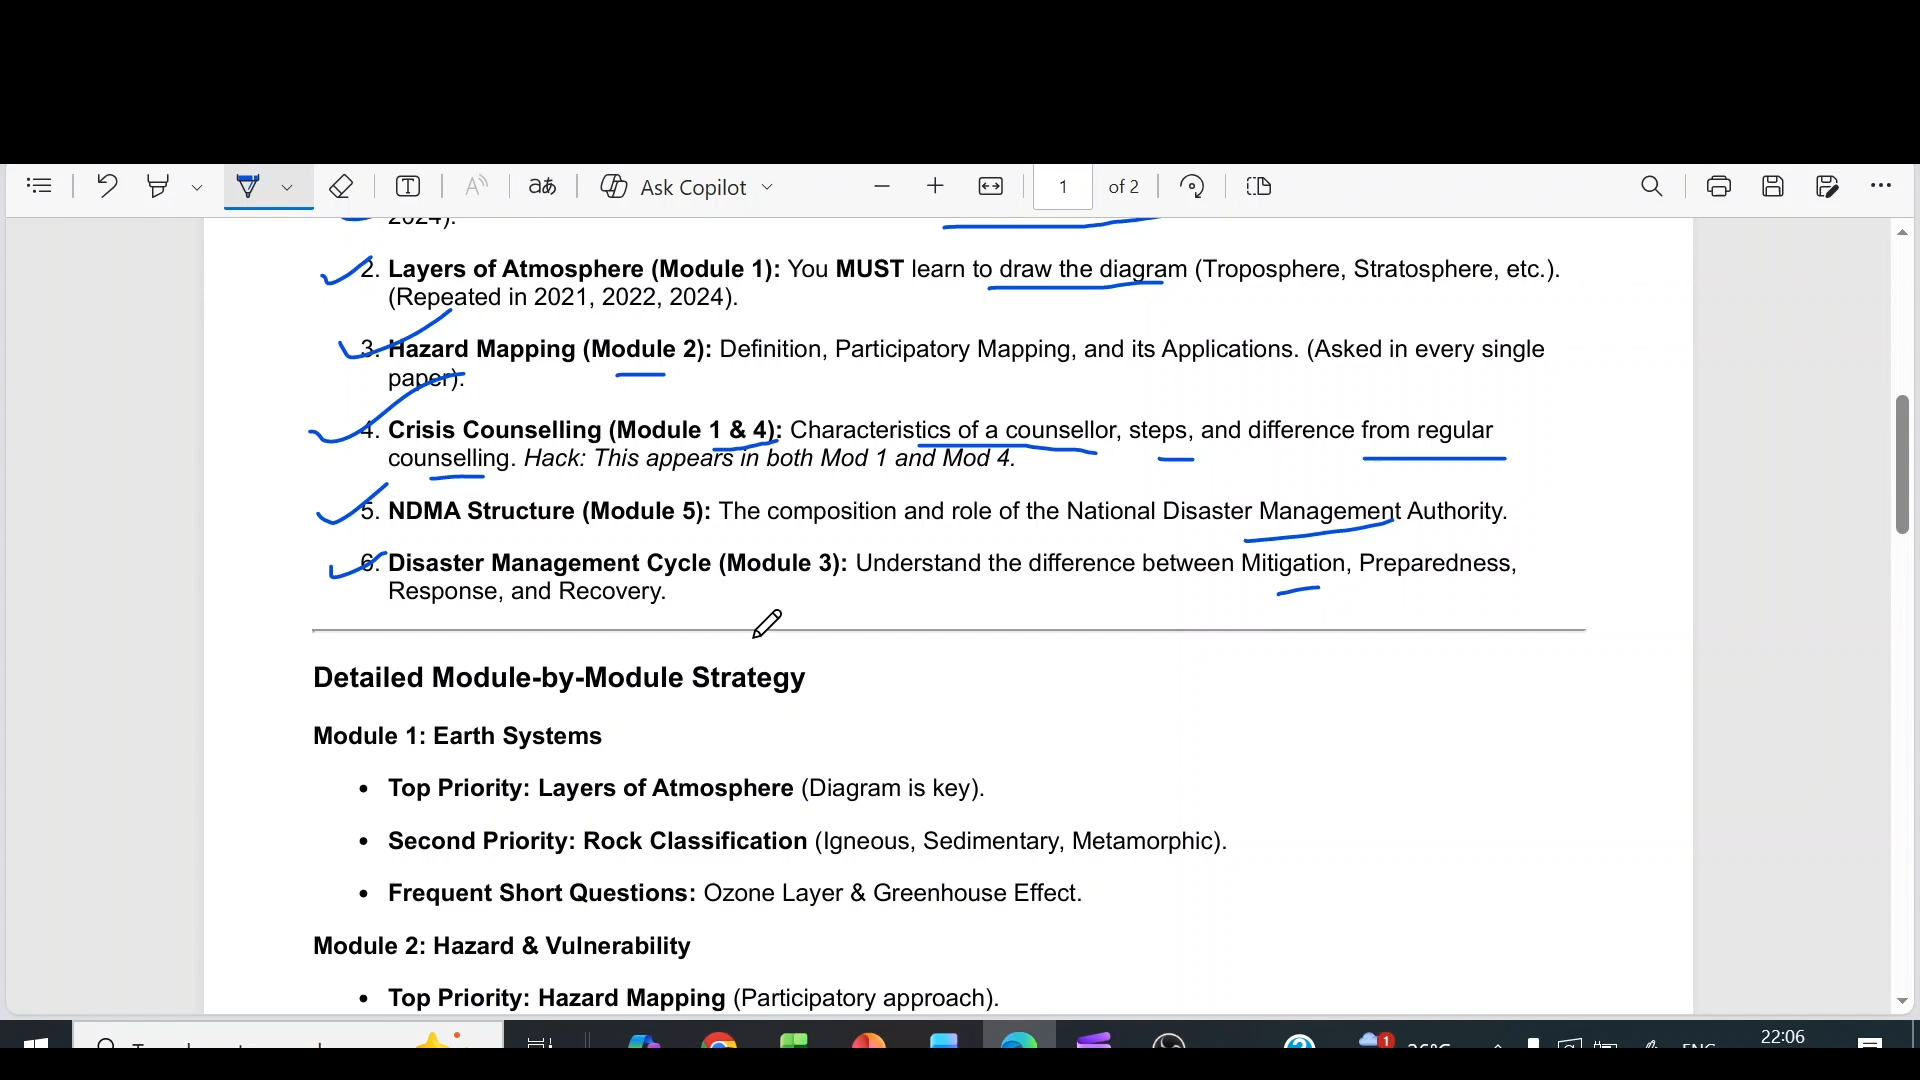 Ask Copilot
1 of 2
2024).
2. Layers of Atmosphere (Module 1): You MUST learn to draw the diagram (Troposphere, Stratosphere, etc.).
(Repeated in 2021, 2022, 2024).
3. Hazard Mapping (Module 2): Definition, Participatory Mapping, and its Applications. (Asked in every single
paper).
4. Crisis Counselling (Module 1 & 4): Characteristics of a counsellor, steps, and difference from regular
counselling. Hack: This appears in both Mod 1 and Mod 4.
5. NDMA Structure (Module 5): The composition and role of the National Disaster Management Authority.
6. Disaster Management Cycle (Module 3): Understand the difference between Mitigation, Preparedness,
Response, and Recovery.
Detailed Module-by-Module Strategy
Module 1: Earth Systems
• Top Priority: Layers of Atmosphere (Diagram is key).
• Second Priority: Rock Classification (Igneous, Sedimentary, Metamorphic).
• Frequent Short Questions: Ozone Layer & Greenhouse Effect.
Module 2: Hazard & Vulnerability
• Top Priority: Hazard Mapping (Participatory approach).
1
22:06